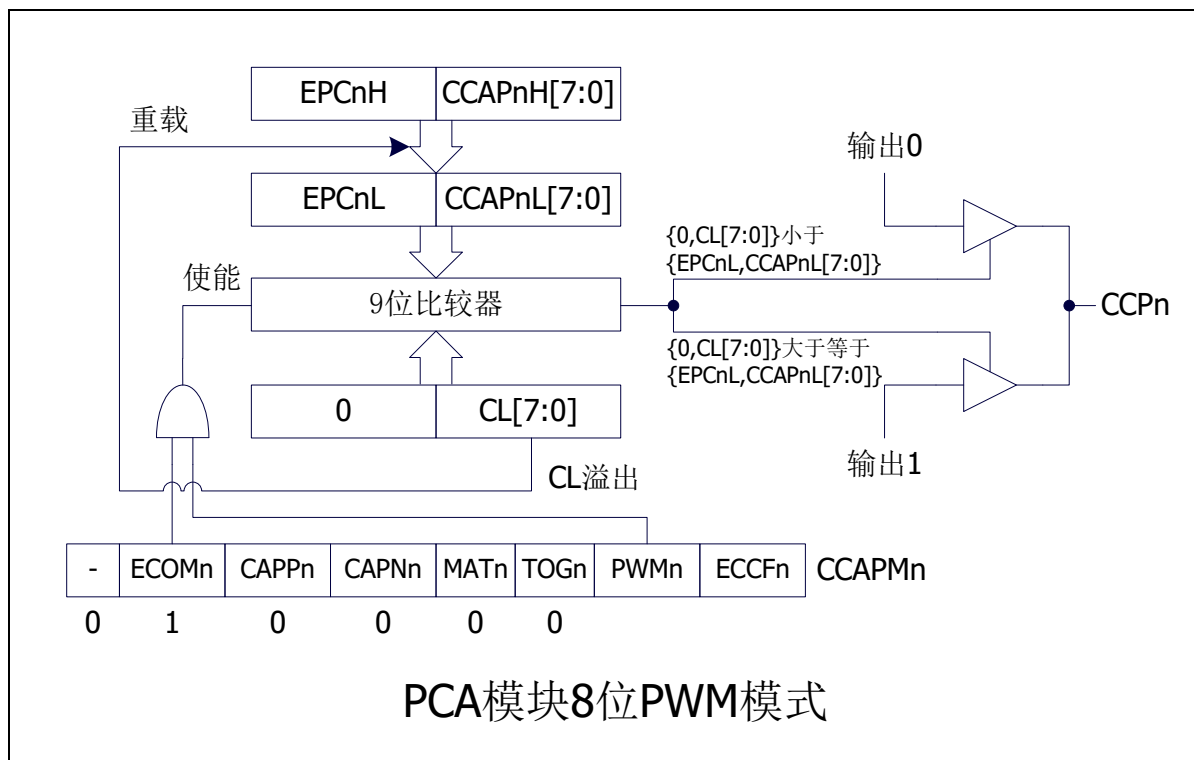 EPCnH CCAPnH[7:0]
重载
输出0
EPCnL CCAPnL[7:0]
{0,CL[7:0]}小于
{EPCnL,CCAPnL[7:0]}
使能
9位比较器
CCPn
{0,CL[7:0]}大于等于
{EPCnL,CCAPnL[7:0]}
0 CL[7:0]
输出1
CL溢出
- ECOMn CAPPn CAPNn MATn TOGn PWMn ECCFn CCAPMn
0 1 0 0 0 0
PCA模块8位PWM模式